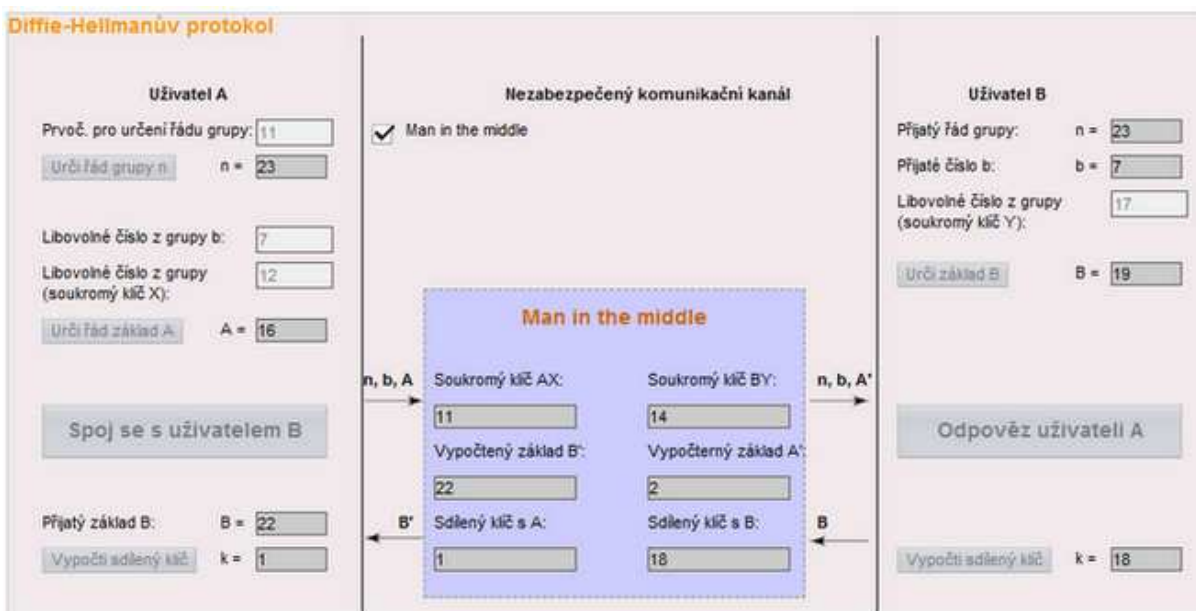 Diffie-Hellmanův protokol
Uživatel A
Prvoč. pro určení řádu grupy: 11
Urči řád grupy n n = 23
Libovolné číslo z grupy b: 7
Libovolné číslo z grupy 12
(soukromý klíč X):
Urči řád základ A A = 16
Spoj se s uživatelem B
Přijatý základ B: B = 22
Vypočti sdílený klíč k = 1
Nezabezpečený komunikační kanál
Man in the middle
Man in the middle
n, b, A Soukromý klíč AX: Soukromý klíč BY: n, b, A'
11 14
Vypočtený základ B': Vypočterný základ A':
22 2
B' Sdílený klíč s A: Sdílený klíč s B: B
1 18
Uživatel B
Přijatý řád grupy: n = 23
Přijaté číslo b: b = 7
Libovolné číslo z grupy 17
(soukromý klíč Y):
Urči základ B B = 19
Odpověz uživateli A
Vypočti sdílený klíč k = 18